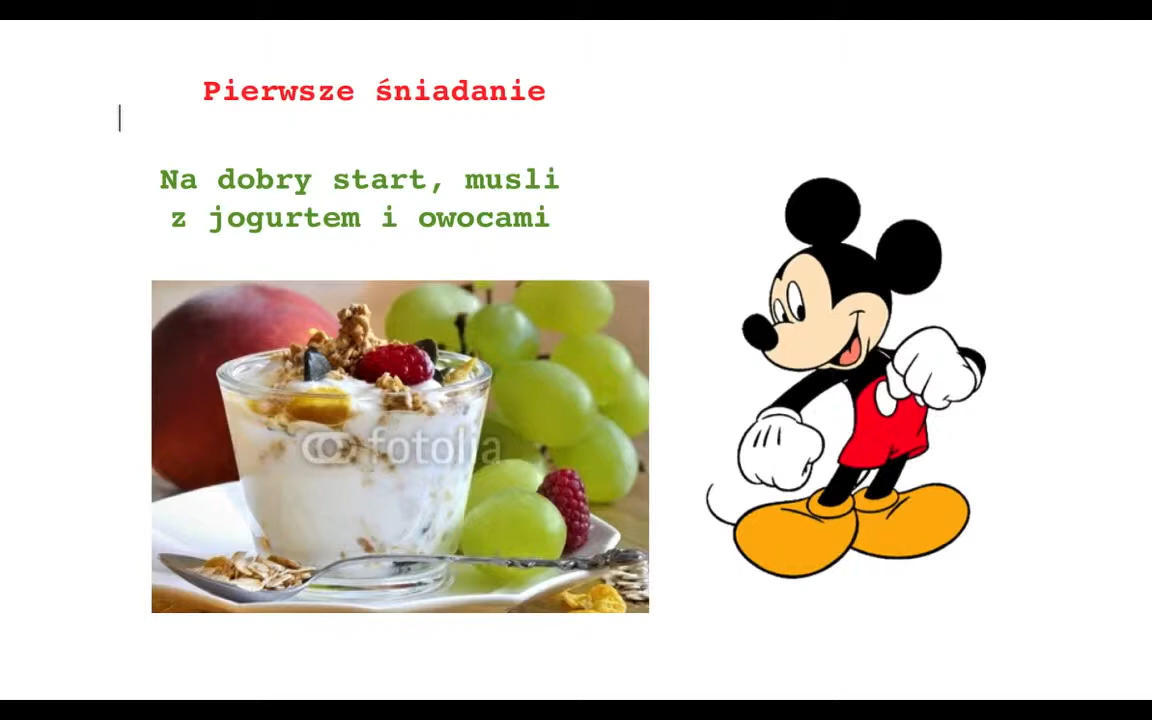 Pierwsze śniadanie
Na dobry start, musli
z jogurtem i owocami
fotolia